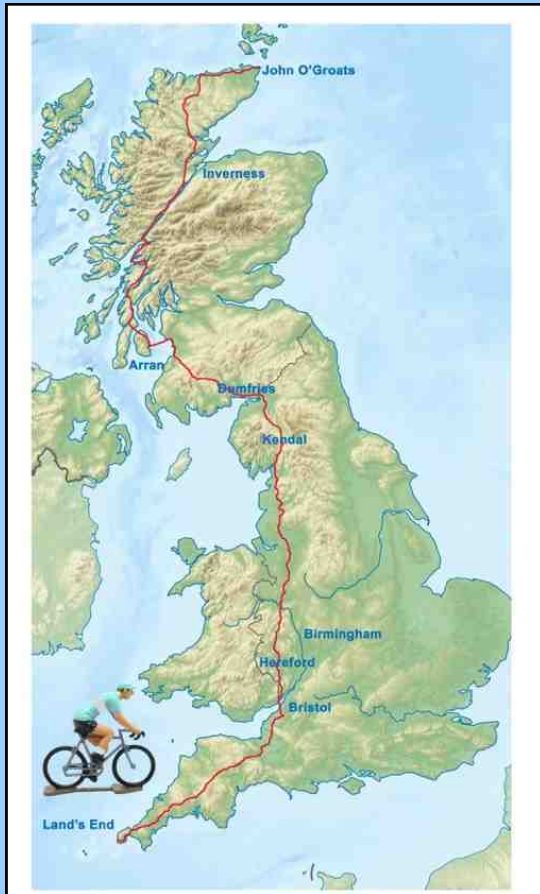 John O'Groats
Inverness
Arran
Dumfries
Kendal
Birmingham
Hereford
Bristol
Land's End